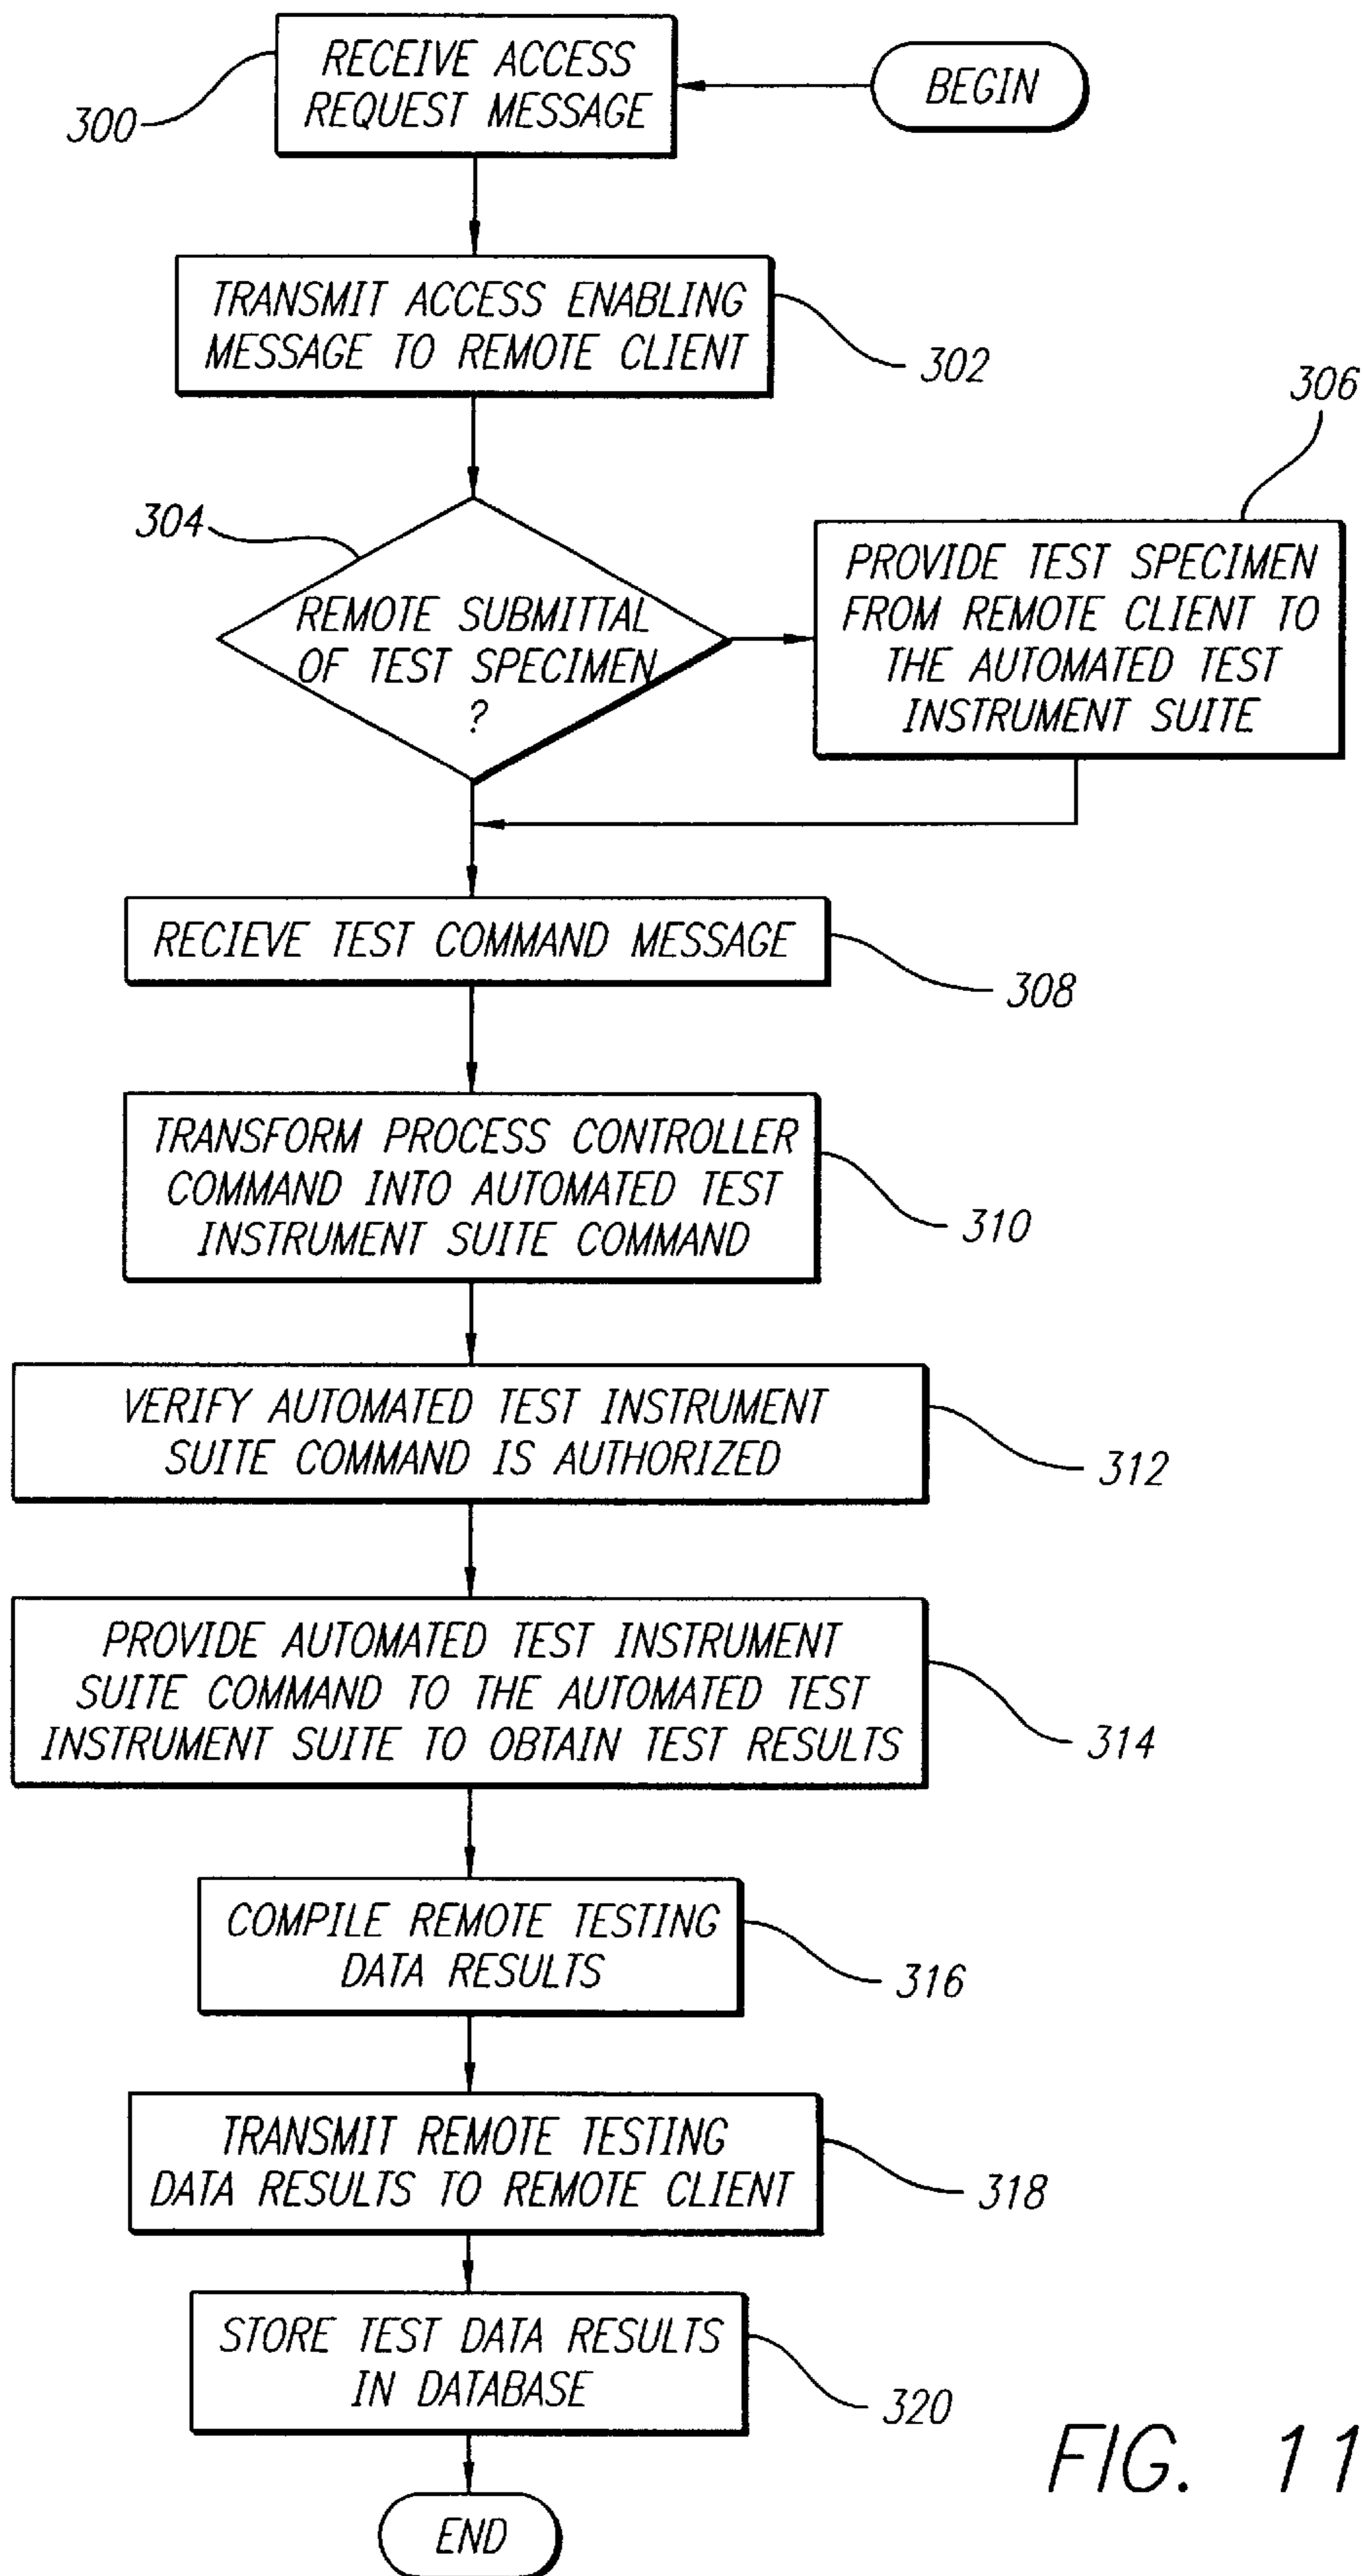 RECEIVE ACCESS
REQUEST MESSAGE
BEGIN
300
TRANSMIT ACCESS ENABLING
MESSAGE TO REMOTE CLIENT
302
306
304
REMOTE SUBMITTAL
OF TEST SPECIMEN
?
PROVIDE TEST SPECIMEN
FROM REMOTE CLIENT TO
THE AUTOMATED TEST
INSTRUMENT SUITE
RECIEVE TEST COMMAND MESSAGE
308
TRANSFORM PROCESS CONTROLLER
COMMAND INTO AUTOMATED TEST
INSTRUMENT SUITE COMMAND
310
VERIFY AUTOMATED TEST INSTRUMENT
SUITE COMMAND IS AUTHORIZED
312
PROVIDE AUTOMATED TEST INSTRUMENT
SUITE COMMAND TO THE AUTOMATED TEST
INSTRUMENT SUITE TO OBTAIN TEST RESULTS
314
COMPILE REMOTE TESTING
DATA RESULTS
316
TRANSMIT REMOTE TESTING
DATA RESULTS TO REMOTE CLIENT
318
STORE TEST DATA RESULTS
IN DATABASE
320
END
FIG. 11